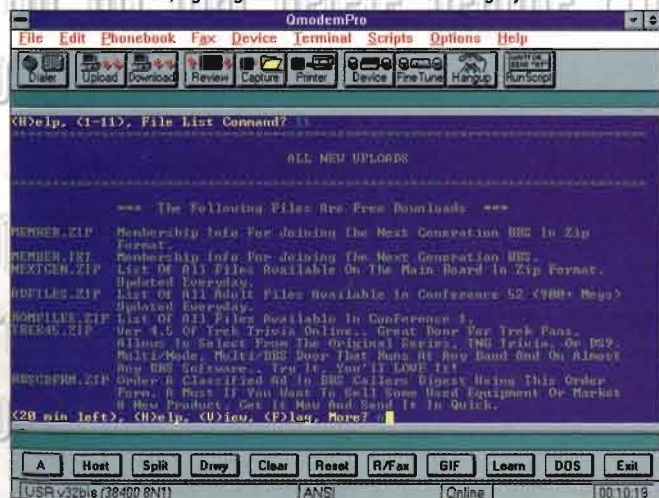 QmodemPro
File Edit Phonebook Fax Device Terminal Scripts Options Help
Dialer Upload Download Review Capture Printer Device FineTune Hangup RunScript
(H)elp, (1-11), File List Command?
ALL NEW UPLOADS
=== The Following Files Are Free Downloads ===
MEMBER.ZIP Membership Info For Joining the Next Generation BBS In Zip
Format.
MEMBER.TXT Membership Info For Joining the Next Generation BBS.
NEXTGEN.ZIP List Of All Files Available On The Main Board In Zip Format.
Updated Everyday.
ADFILES.ZIP List Of All Adult Files Available In Conference 52 (900+ Megs)
Updated Everyday.
List Of All Files Available In Conference 1.
TREK45.ZIP Ver 4.5 Of Trek Trivia Online.. Great Door For Trek Fans.
Allows To Select From The Original Series, TNG Trivia, Or DS9.
Multi/Node, Multi/BBS Door That Runs At Any Baud And On Almost
Any BBS Software.. Try It, You'll LOVE It!
Order A Classified Ad In BBS Callers Digest Using This Order
Form. A Must If You Want To Sell Some Used Equipment Or Market
A New Product. Get It Now And Send It In Quick.
(20 min left), (H)elp, (V)iew, (F)lag, More?
A Host Split Drwy Clear Reset R/Fax GIF Learn DOS Exit
USR v32bis (38400 8N1) ANSI Online 00:10:19